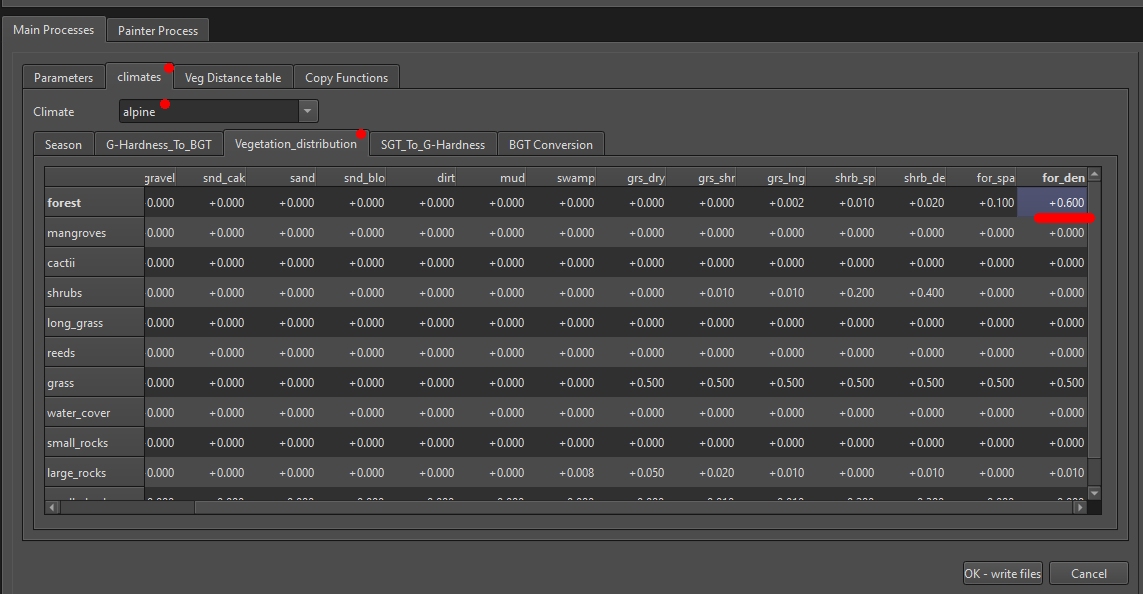 Main Processes Painter Process
Parameters climates Veg Distance table Copy Functions
Climate alpine
Season G-Hardness_To_BGT Vegetation_distribution SGT_To_G-Hardness BGT Conversion
gravel snd_cak sand snd_blo dirt mud swamp grs_dry grs_shr grs_lng shrb_sp shrb_de for_spa for_den
forest 0.000 +0.000 +0.000 +0.000 +0.000 +0.000 +0.000 +0.000 +0.000 +0.002 +0.010 +0.020 +0.100 +0.600
mangroves 0.000 +0.000 +0.000 +0.000 +0.000 +0.000 +0.000 +0.000 +0.000 +0.000 +0.000 +0.000 +0.000 +0.000
cactii 0.000 +0.000 +0.000 +0.000 +0.000 +0.000 +0.000 +0.000 +0.000 +0.000 +0.000 +0.000 +0.000 +0.000
shrubs 0.000 +0.000 +0.000 +0.000 +0.000 +0.000 +0.000 +0.000 +0.010 +0.010 +0.200 +0.400 +0.000 +0.000
long_grass 0.000 +0.000 +0.000 +0.000 +0.000 +0.000 +0.000 +0.000 +0.000 +0.000 +0.000 +0.000 +0.000 +0.000
reeds 0.000 +0.000 +0.000 +0.000 +0.000 +0.000 +0.000 +0.000 +0.000 +0.000 +0.000 +0.000 +0.000 +0.000
grass 0.000 +0.000 +0.000 +0.000 +0.000 +0.000 +0.000 +0.500 +0.500 +0.500 +0.500 +0.500 +0.500 +0.500
water_cover 0.000 +0.000 +0.000 +0.000 +0.000 +0.000 +0.000 +0.000 +0.000 +0.000 +0.000 +0.000 +0.000 +0.000
small_rocks 0.000 +0.000 +0.000 +0.000 +0.000 +0.000 +0.000 +0.000 +0.000 +0.000 +0.000 +0.000 +0.000 +0.000
large_rocks 0.000 +0.000 +0.000 +0.000 +0.000 +0.000 +0.008 +0.050 +0.020 +0.010 +0.000 +0.010 +0.000 +0.010
OK - write files Cancel